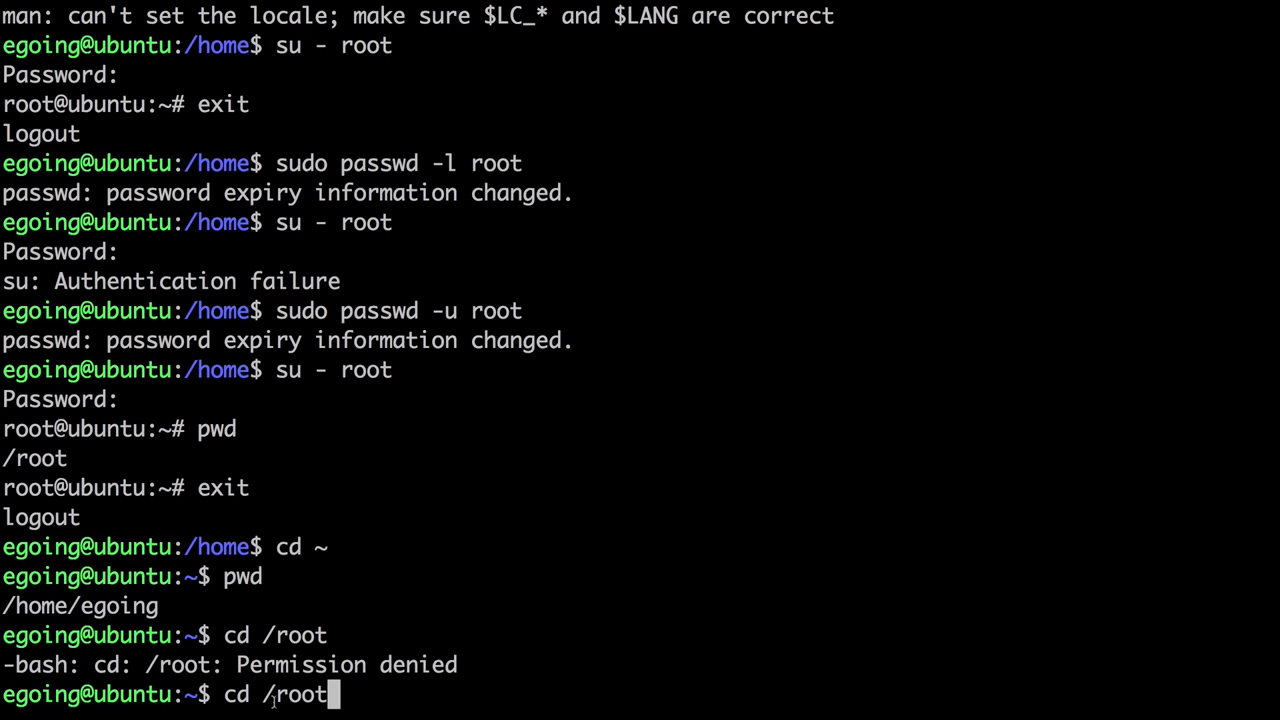 man: can't set the locale; make sure $LC_* and $LANG are correct
egoing@ubuntu:/home$ su - root
Password:
root@ubuntu:~# exit
logout
egoing@ubuntu:/home$ sudo passwd -l root
passwd: password expiry information changed.
egoing@ubuntu:/home$ su - root
Password:
su: Authentication failure
egoing@ubuntu:/home$ sudo passwd -u root
passwd: password expiry information changed.
egoing@ubuntu:/home$ su - root
Password:
root@ubuntu:~# pwd
/root
root@ubuntu:~# exit
logout
egoing@ubuntu:/home$ cd ~
egoing@ubuntu:~$ pwd
/home/egoing
egoing@ubuntu:~$ cd /root
-bash: cd: /root: Permission denied
egoing@ubuntu:~$ cd /root